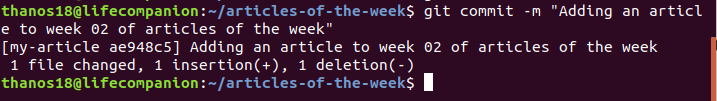 thanos18@lifecompanion:~/articles-of-the-week$ git commit -m "Adding an articl
e to week 02 of articles of the week"
[my-article ae948c5] Adding an article to week 02 of articles of the week
 1 file changed, 1 insertion(+), 1 deletion(-)
thanos18@lifecompanion:~/articles-of-the-week$